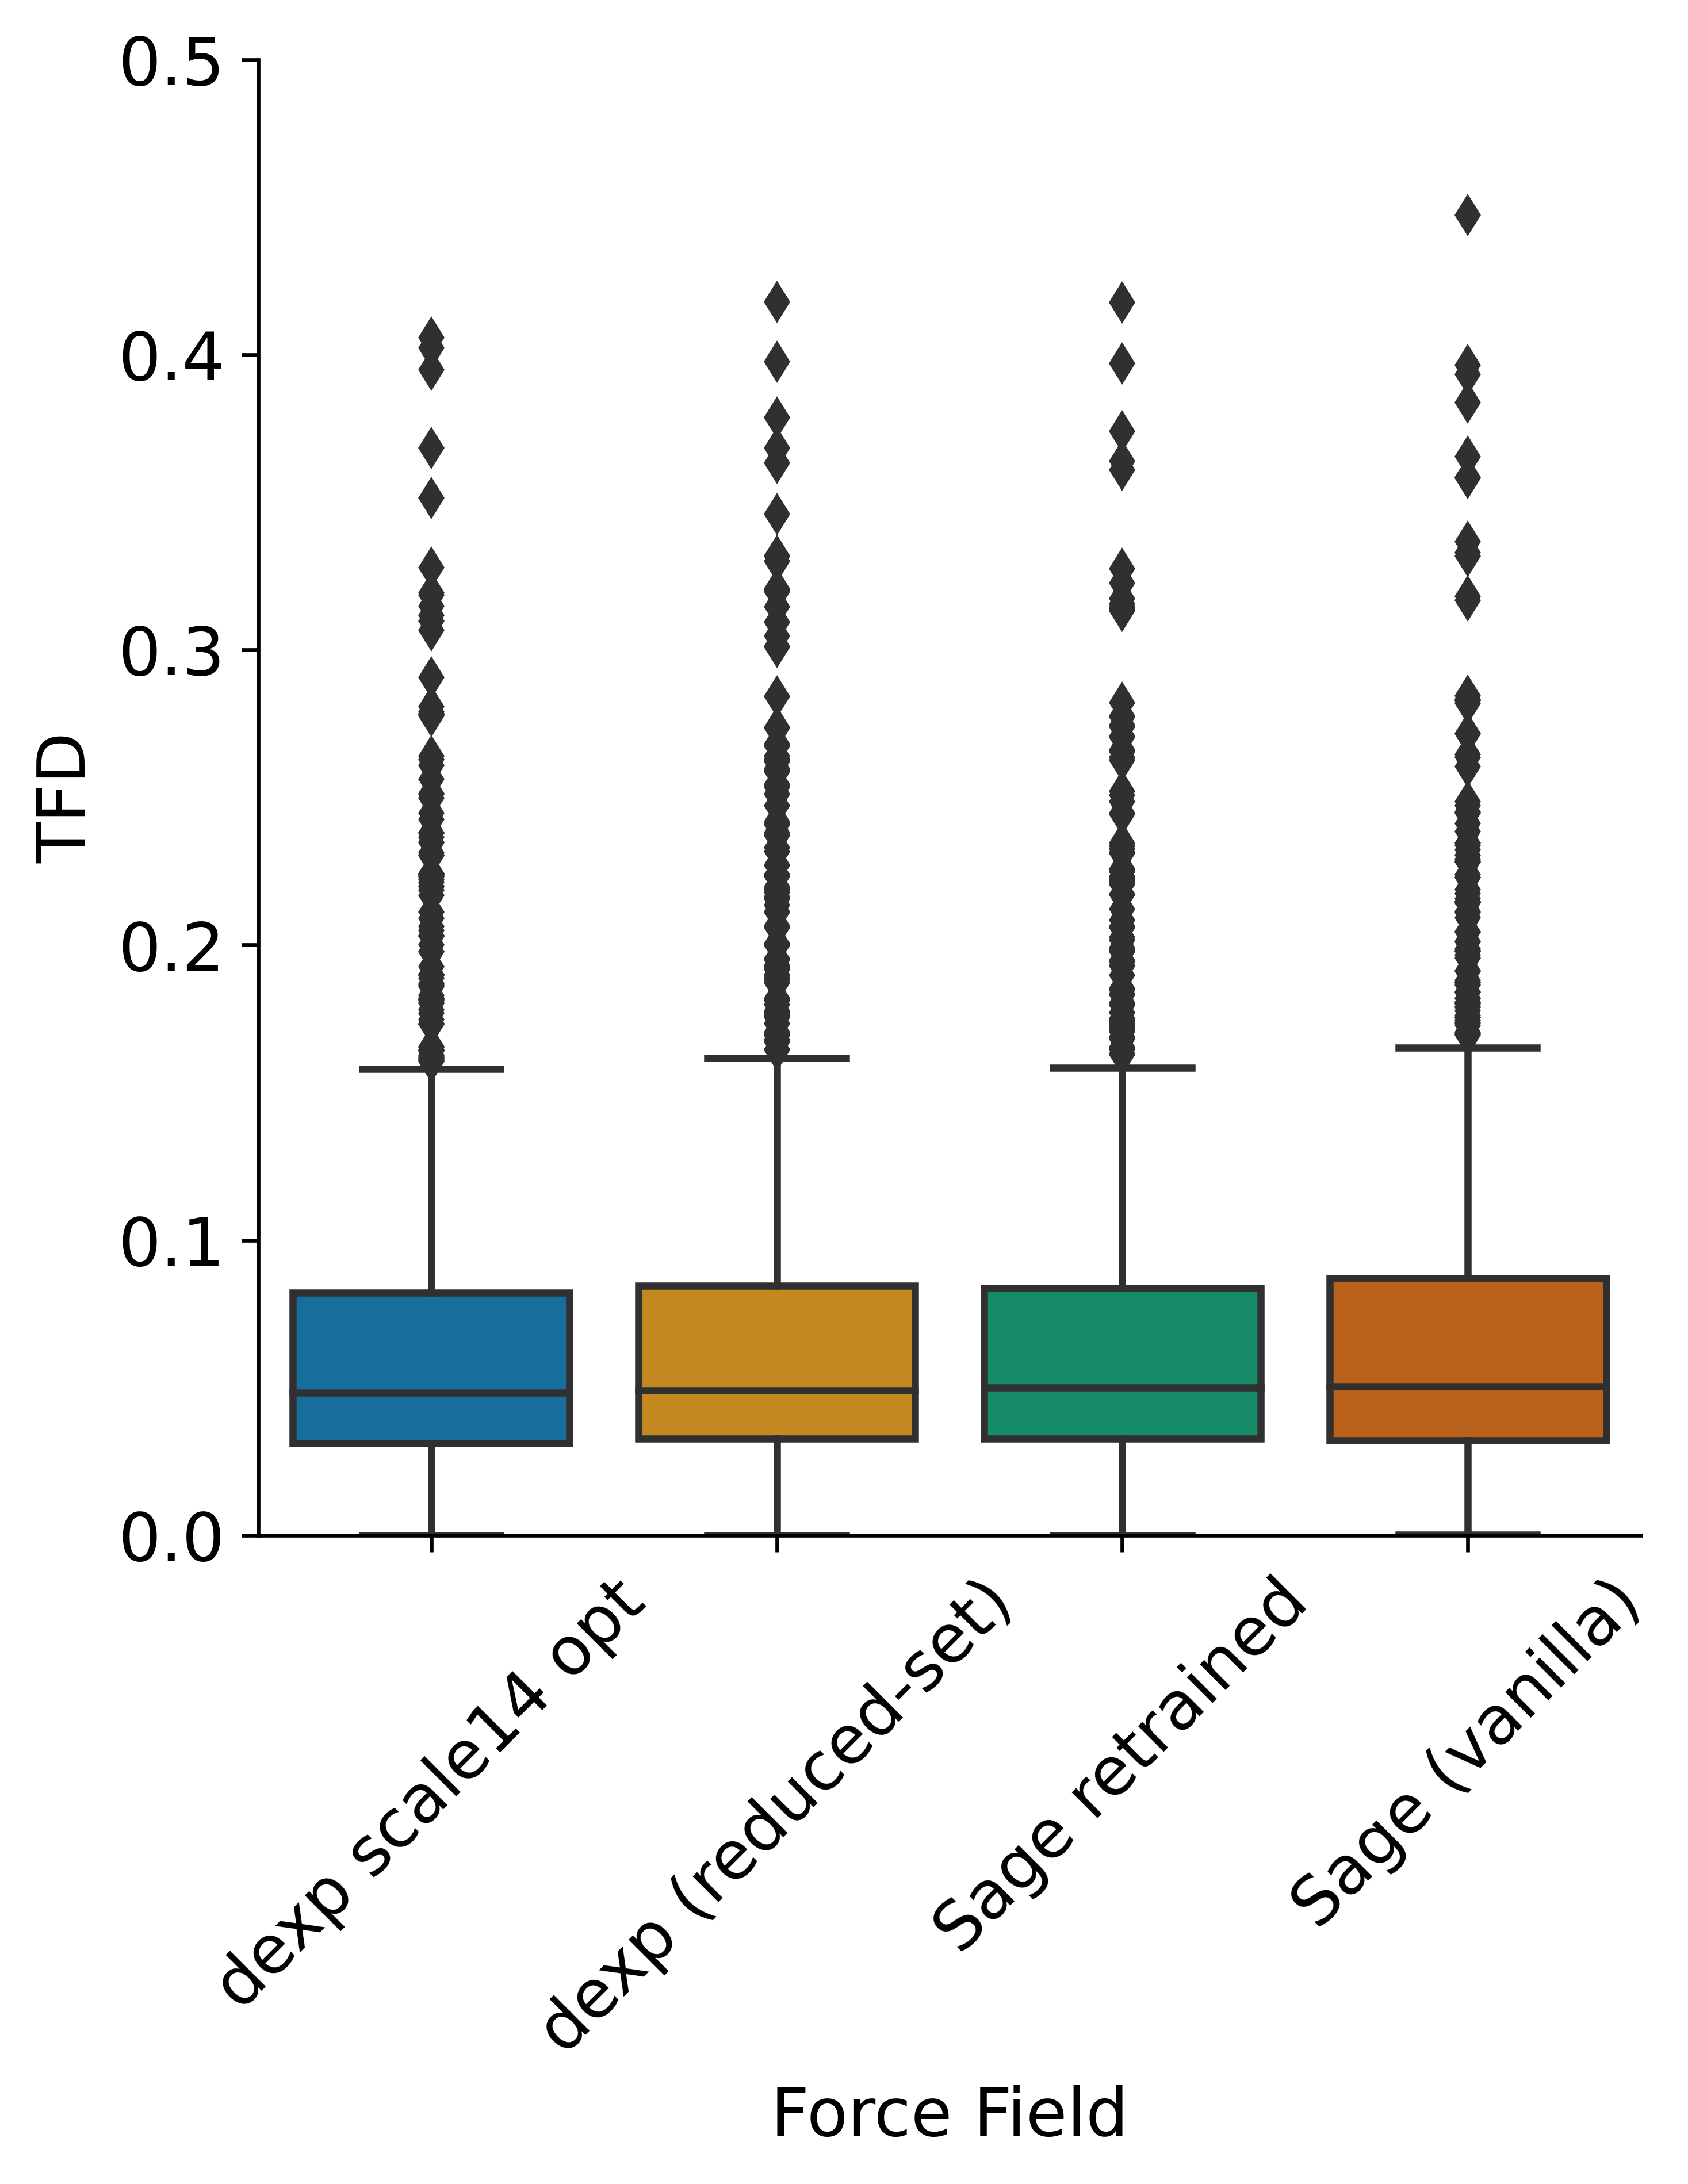 0.5
0.4
0.3
0.2
0.1
0.0
TFD
dexp scale14 opt
dexp (reduced-set)
Sage retrained
Sage (vanilla)
Force Field